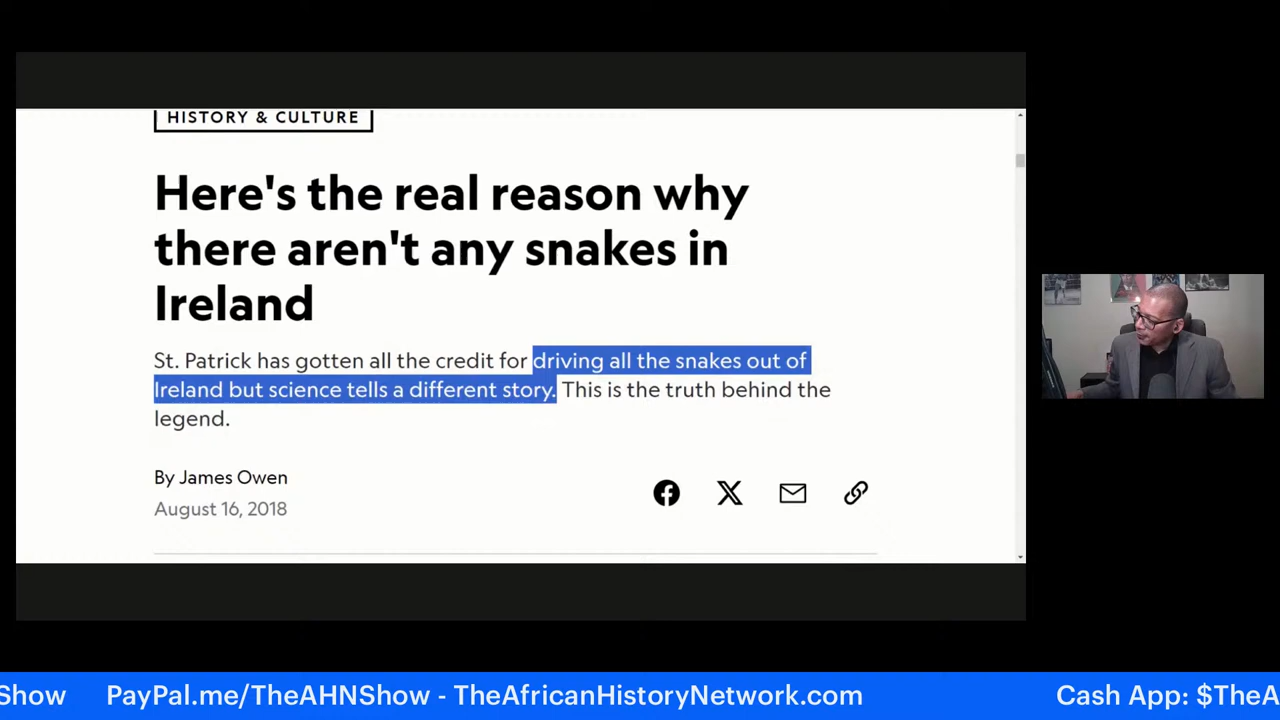 HISTORY & CULTURE
Here's the real reason why
there aren't any snakes in
Ireland
St. Patrick has gotten all the credit for driving all the snakes out of
Ireland but science tells a different story. This is the truth behind the
legend.
By James Owen
August 16, 2018
Show PayPal.me/TheAHNShow - TheAfricanHistoryNetwork.com Cash App: $TheA